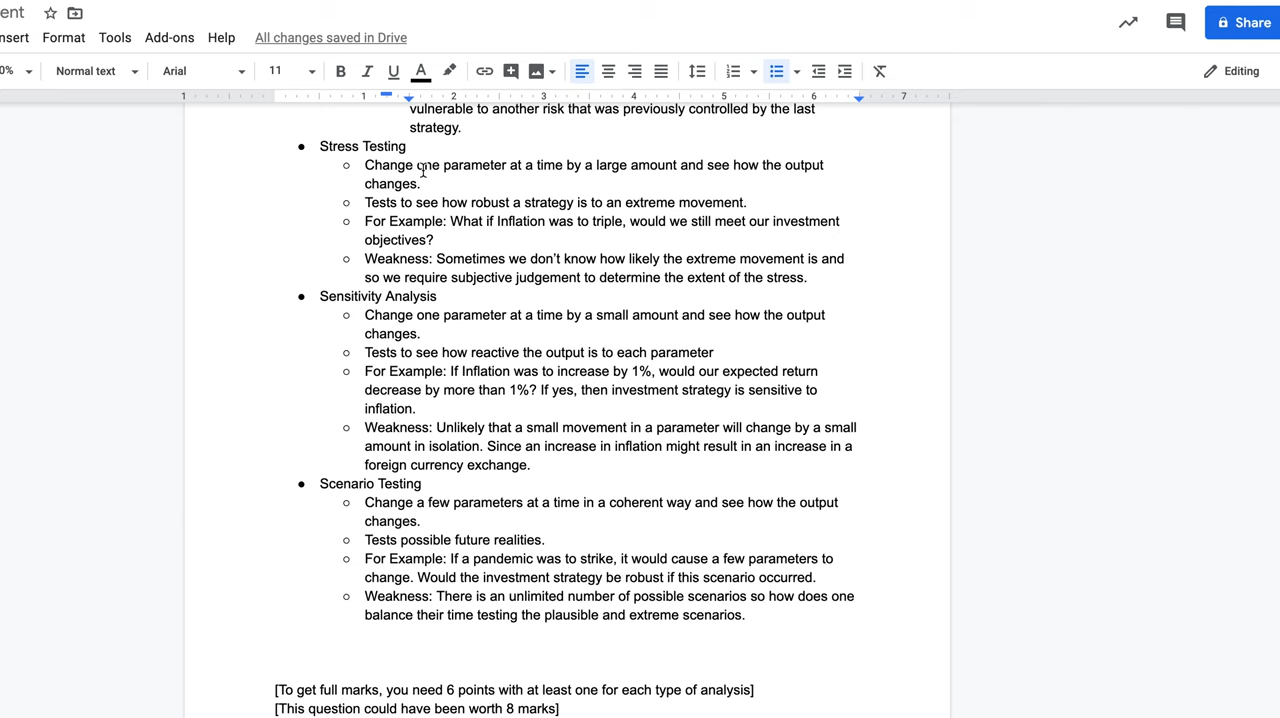 ent
nsert Format Tools Add-ons Help All changes saved in Drive
Share
0% Normal text Arial 11 B I U A Editing
1 1 2 3 4 5 6 7
vulnerable to another risk that was previously controlled by the last
strategy.
● Stress Testing
○ Change one parameter at a time by a large amount and see how the output
changes.
○ Tests to see how robust a strategy is to an extreme movement.
○ For Example: What if Inflation was to triple, would we still meet our investment
objectives?
○ Weakness: Sometimes we don’t know how likely the extreme movement is and
so we require subjective judgement to determine the extent of the stress.
● Sensitivity Analysis
○ Change one parameter at a time by a small amount and see how the output
changes.
○ Tests to see how reactive the output is to each parameter
○ For Example: If Inflation was to increase by 1%, would our expected return
decrease by more than 1%? If yes, then investment strategy is sensitive to
inflation.
○ Weakness: Unlikely that a small movement in a parameter will change by a small
amount in isolation. Since an increase in inflation might result in an increase in a
foreign currency exchange.
● Scenario Testing
○ Change a few parameters at a time in a coherent way and see how the output
changes.
○ Tests possible future realities.
○ For Example: If a pandemic was to strike, it would cause a few parameters to
change. Would the investment strategy be robust if this scenario occurred.
○ Weakness: There is an unlimited number of possible scenarios so how does one
balance their time testing the plausible and extreme scenarios.
[To get full marks, you need 6 points with at least one for each type of analysis]
[This question could have been worth 8 marks]